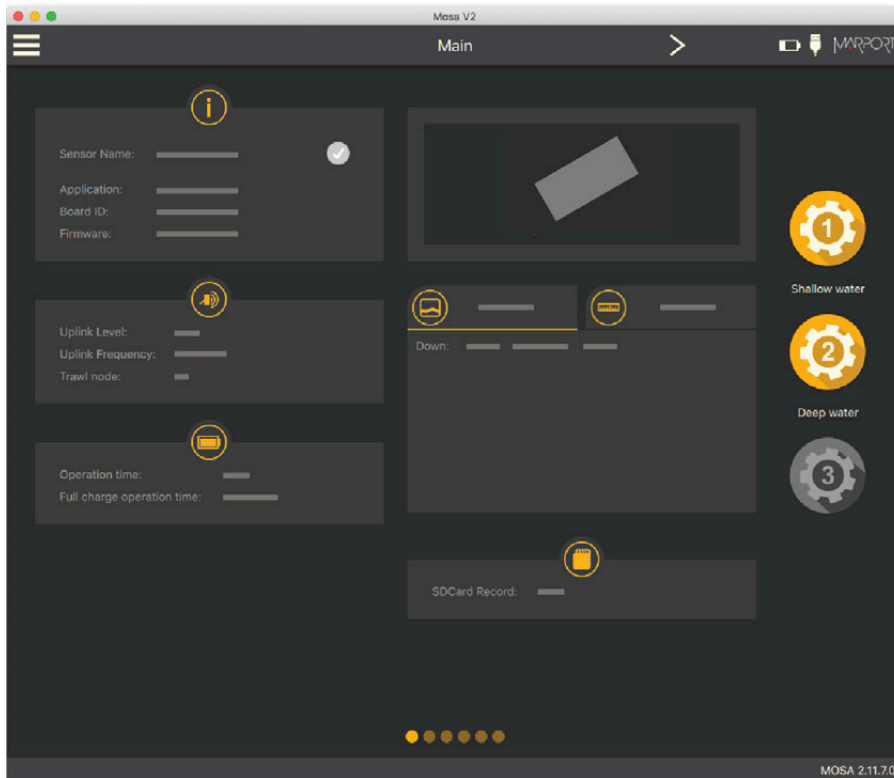 Mosa V2
Main
MARPORT
Sensor Name:
Application:
Board ID:
Firmware:
Uplink Level:
Uplink Frequency:
Trawl node:
Operation time:
Full charge operation time:
Down:
SDCard Record:
1
Shallow water
2
Deep water
3
MOSA 2.11.7.0